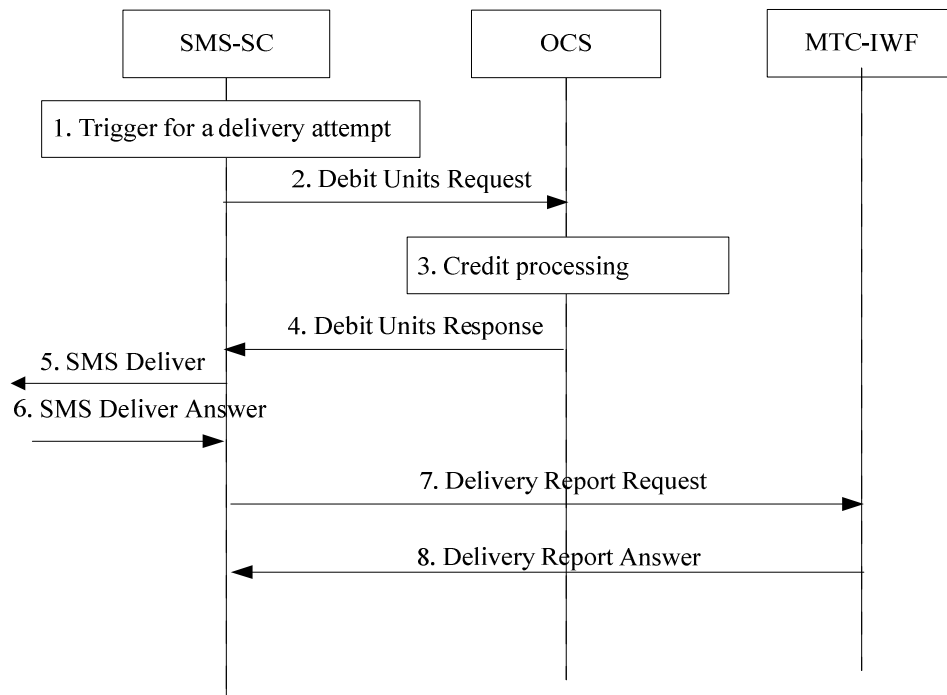 SMS-SC
OCS
MTC-IWF
1. Trigger for a delivery attempt
2. Debit Units Request
3. Credit processing
4. Debit Units Response
5. SMS Deliver
6. SMS Deliver Answer
7. Delivery Report Request
8. Delivery Report Answer